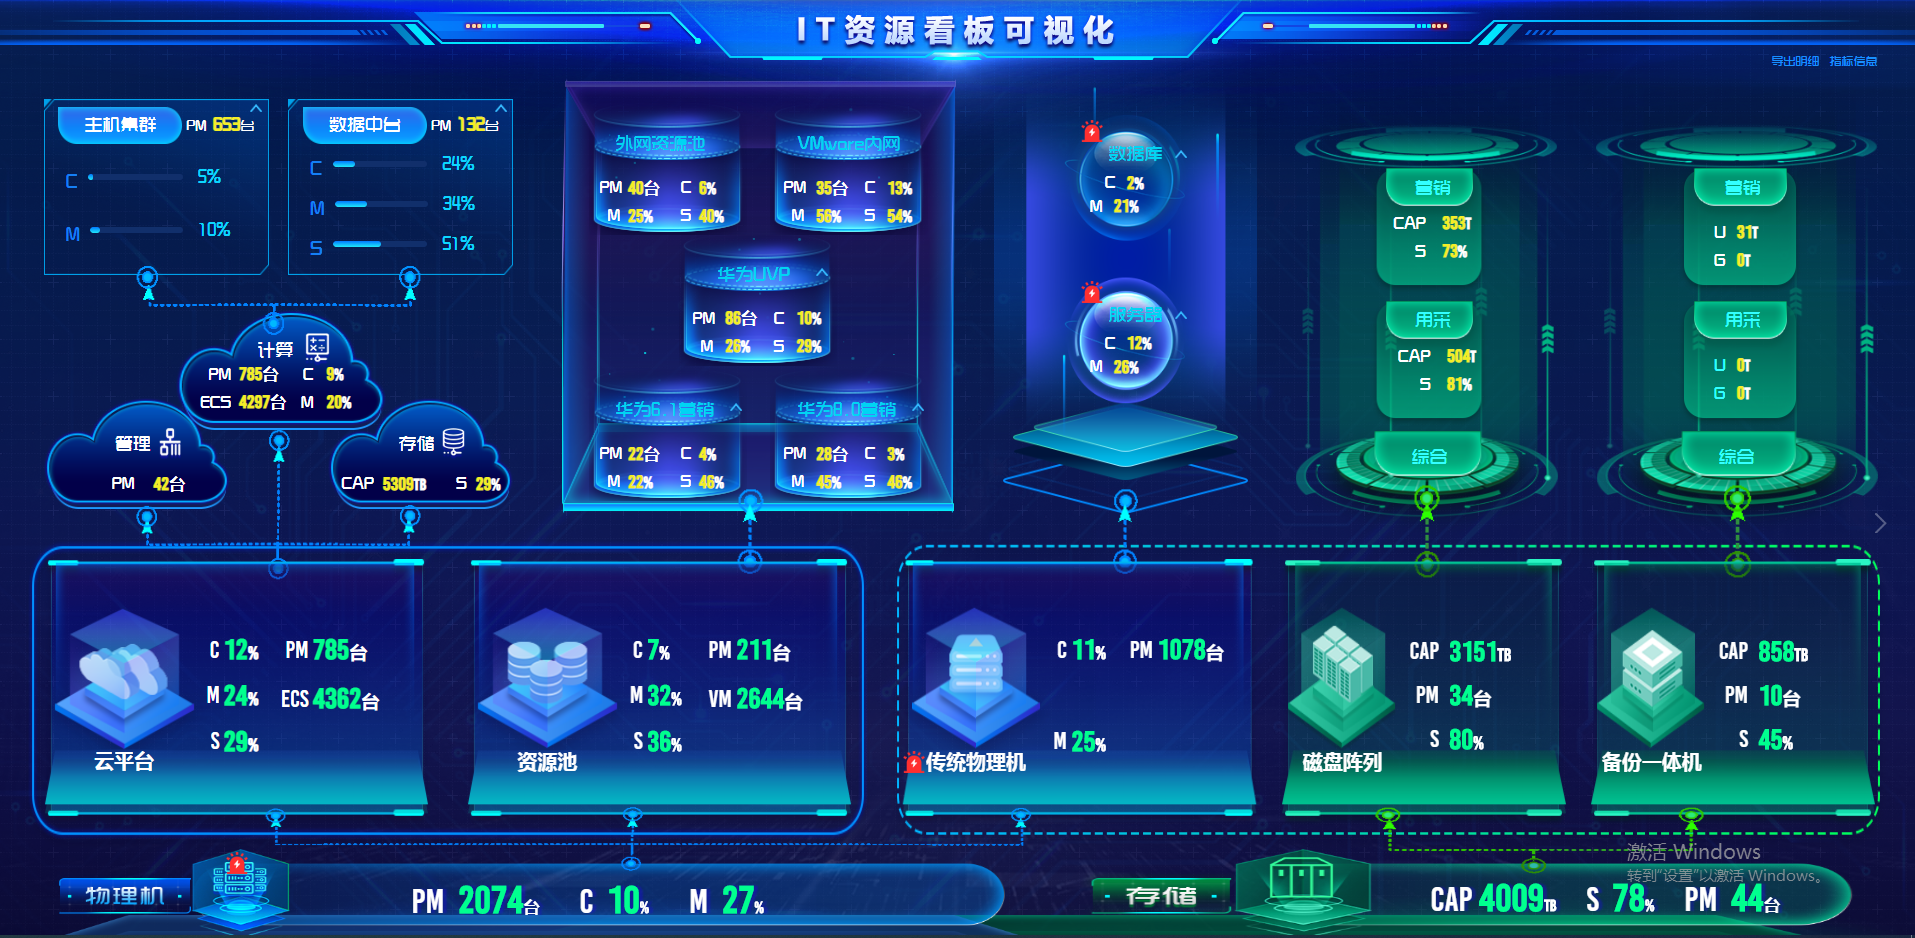 IT资源看板可视化
导出明细 指标信息
主机集群 PM 653台
C 5%
M 10%
数据中台 PM 132台
C 24%
M 34%
S 51%
计算
PM 785台 C 9%
ECS 4297台 M 20%
管理
PM 42台
存储
CAP 5309TB S 29%
外网资源池
PM 40台 C 6%
M 25% S 40%
VMware内网
PM 35台 C 13%
M 56% S 54%
华为UVP
PM 86台 C 10%
M 26% S 29%
华为6.1营销
PM 22台 C 4%
M 22% S 46%
华为8.0营销
PM 28台 C 3%
M 45% S 46%
数据库
C 2%
M 21%
服务器
C 12%
M 26%
营销
CAP 353T
S 73%
用采
CAP 504T
S 81%
综合
营销
U 31T
G 0T
用采
U 0T
G 0T
综合
C 12% PM 785台
M 24% ECS 4362台
S 29%
云平台
C 7% PM 211台
M 32% VM 2644台
S 36%
资源池
C 11% PM 1078台
M 25%
传统物理机
CAP 3151TB
PM 34台
S 80%
磁盘阵列
CAP 858TB
PM 10台
S 45%
备份一体机
物理机 PM 2074台 C 10% M 27%
存储 CAP 4009TB S 78% PM 44台
激活 Windows
转到"设置"以激活 Windows。